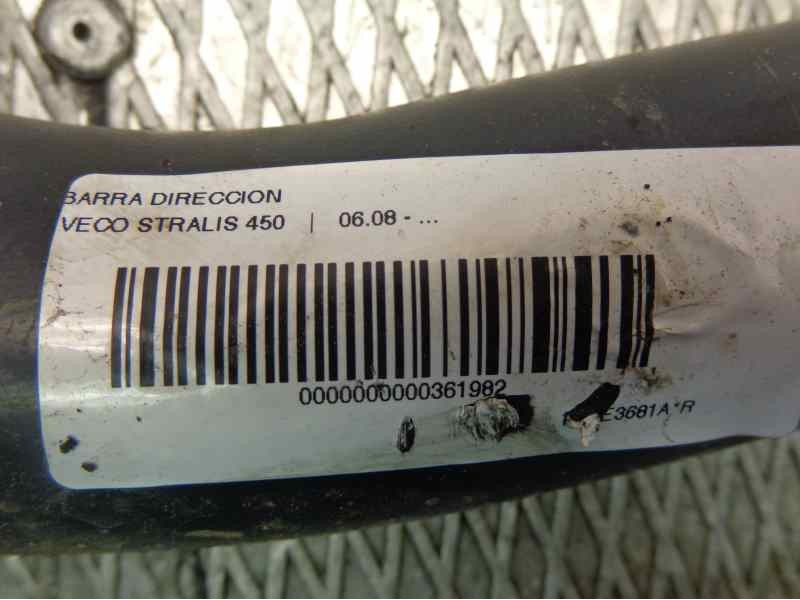 BARRA DIRECCION
VECO STRALIS 450 | 06.08 - ...
0000000000361982
E3681A*R